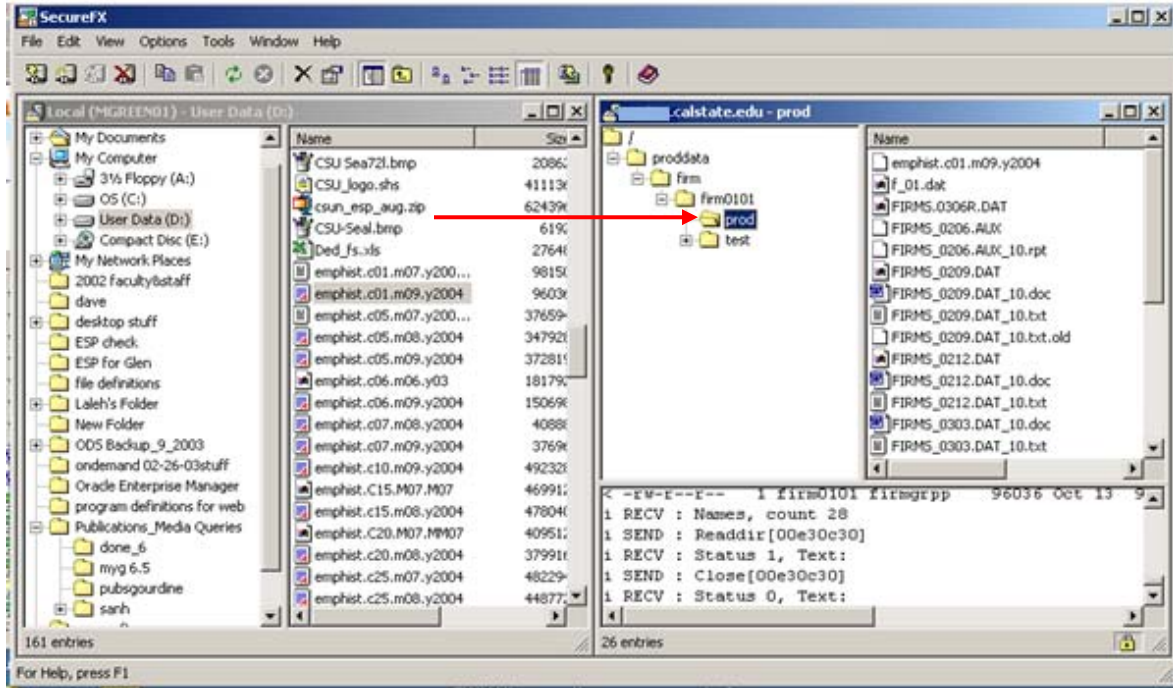 SecureFX
File Edit View Options Tools Window Help
Local (MGREEN01) - User Data (D:)
My Documents
My Computer
3½ Floppy (A:)
OS (C:)
User Data (D:)
Compact Disc (E:)
My Network Places
2002 faculty&staff
dave
desktop stuff
ESP check
ESP for Glen
file definitions
Laleh's Folder
New Folder
ODS Backup_9_2003
ondemand 02-26-03stuff
Oracle Enterprise Manager
program definitions for web
Publications_Media Queries
done_6
myg 6.5
pubsgourdine
sanh
Name Size
CSU Sea72l.bmp 2086
CSU_logo.shs 41113
csun_esp_aug.zip 62439
CSU-Seal.bmp 619
Ded_fs.xls 2764
emphist.c01.m07.y200... 9815
emphist.c01.m09.y2004 9603
emphist.c05.m07.y200... 37659
emphist.c05.m08.y2004 34792
emphist.c05.m09.y2004 37281
emphist.c06.m06.y03 18179
emphist.c06.m09.y2004 15069
emphist.c07.m08.y2004 4088
emphist.c07.m09.y2004 3769
emphist.c10.m09.y2004 49232
emphist.C15.M07.M07 46991
emphist.c15.m08.y2004 47804
emphist.C20.M07.MM07 40951
emphist.c20.m08.y2004 37991
emphist.c25.m07.y2004 48229
emphist.c25.m08.y2004 44877
161 entries
.calstate.edu - prod
/
proddata
firm
firm0101
prod
test
Name
emphist.c01.m09.y2004
f_01.dat
FIRMS.0306R.DAT
FIRMS_0206.AUX
FIRMS_0206.AUX_10.rpt
FIRMS_0209.DAT
FIRMS_0209.DAT_10.doc
FIRMS_0209.DAT_10.txt
FIRMS_0209.DAT_10.txt.old
FIRMS_0212.DAT
FIRMS_0212.DAT_10.doc
FIRMS_0212.DAT_10.txt
FIRMS_0303.DAT_10.doc
FIRMS_0303.DAT_10.txt
< -rw-r--r-- 1 firm0101 firmgrpp 96036 Oct 13 9
i RECV : Names, count 28
i SEND : Readdir[00e30c30]
i RECV : Status 1, Text:
i SEND : Close[00e30c30]
i RECV : Status 0, Text:
26 entries
For Help, press F1